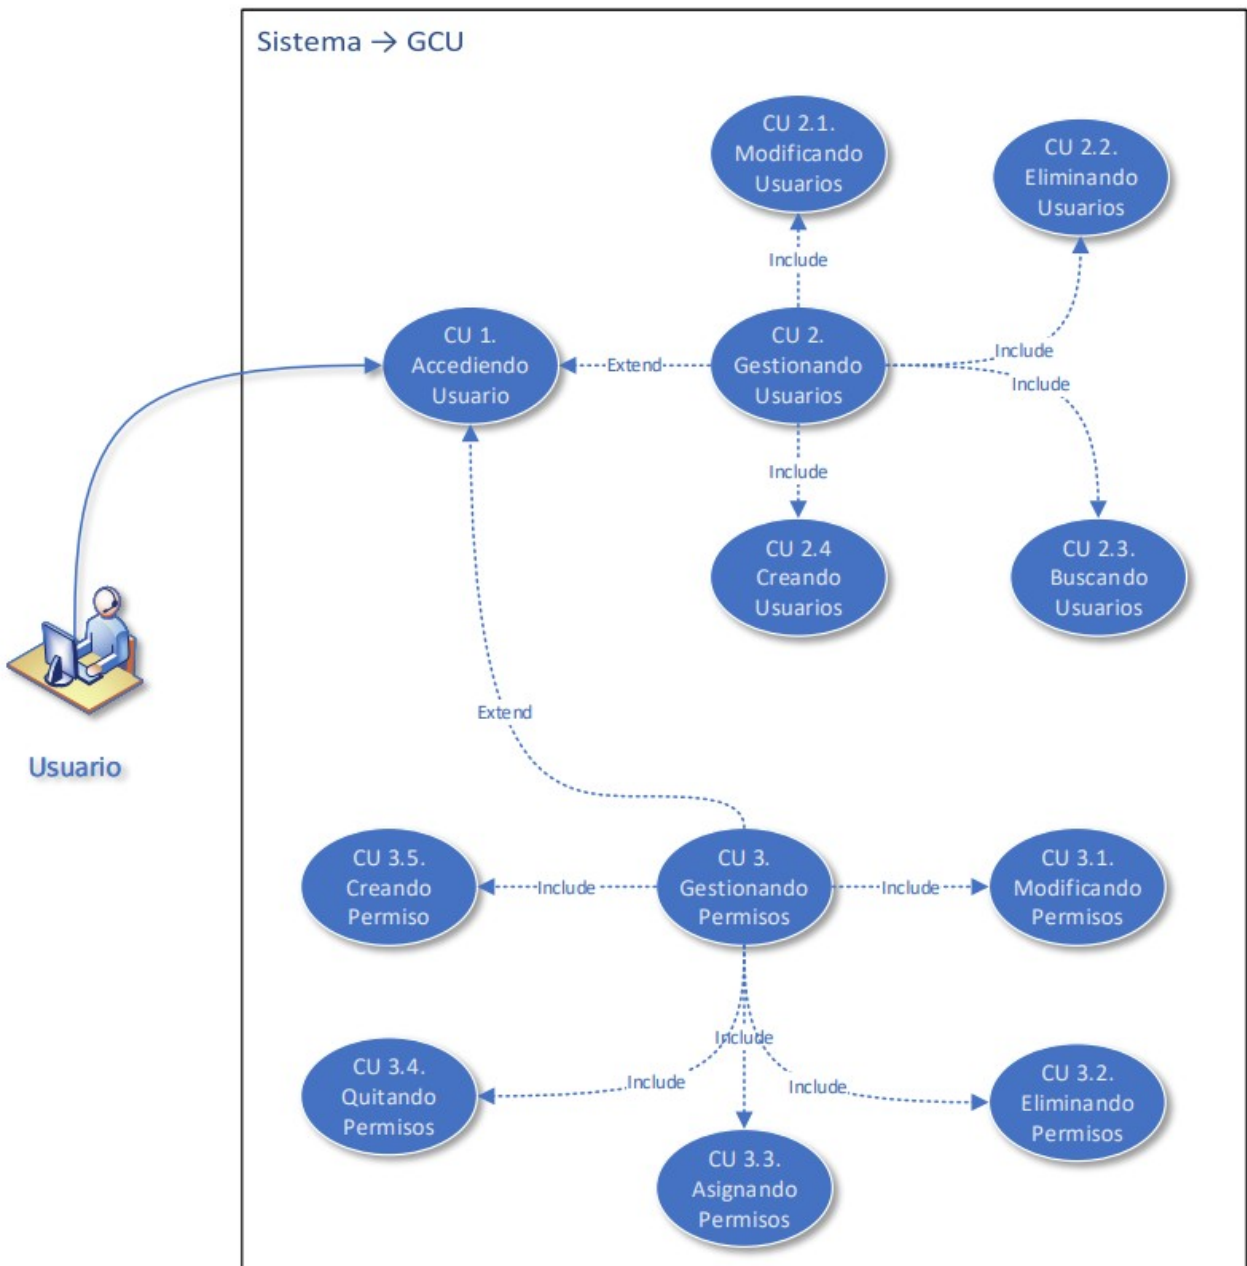 Sistema → GCU
CU 2.1.
Modificando
Usuarios
CU 2.2.
Eliminando
Usuarios
Include
CU 1.
Accediendo
Usuario
Extend
CU 2.
Gestionando
Usuarios
Include
Include
Include
CU 2.4
Creando
Usuarios
CU 2.3.
Buscando
Usuarios
Extend
Usuario
CU 3.5.
Creando
Permiso
Include
CU 3.
Gestionando
Permisos
Include
CU 3.1.
Modificando
Permisos
Include
CU 3.4.
Quitando
Permisos
Include
Include
CU 3.2.
Eliminando
Permisos
CU 3.3.
Asignando
Permisos